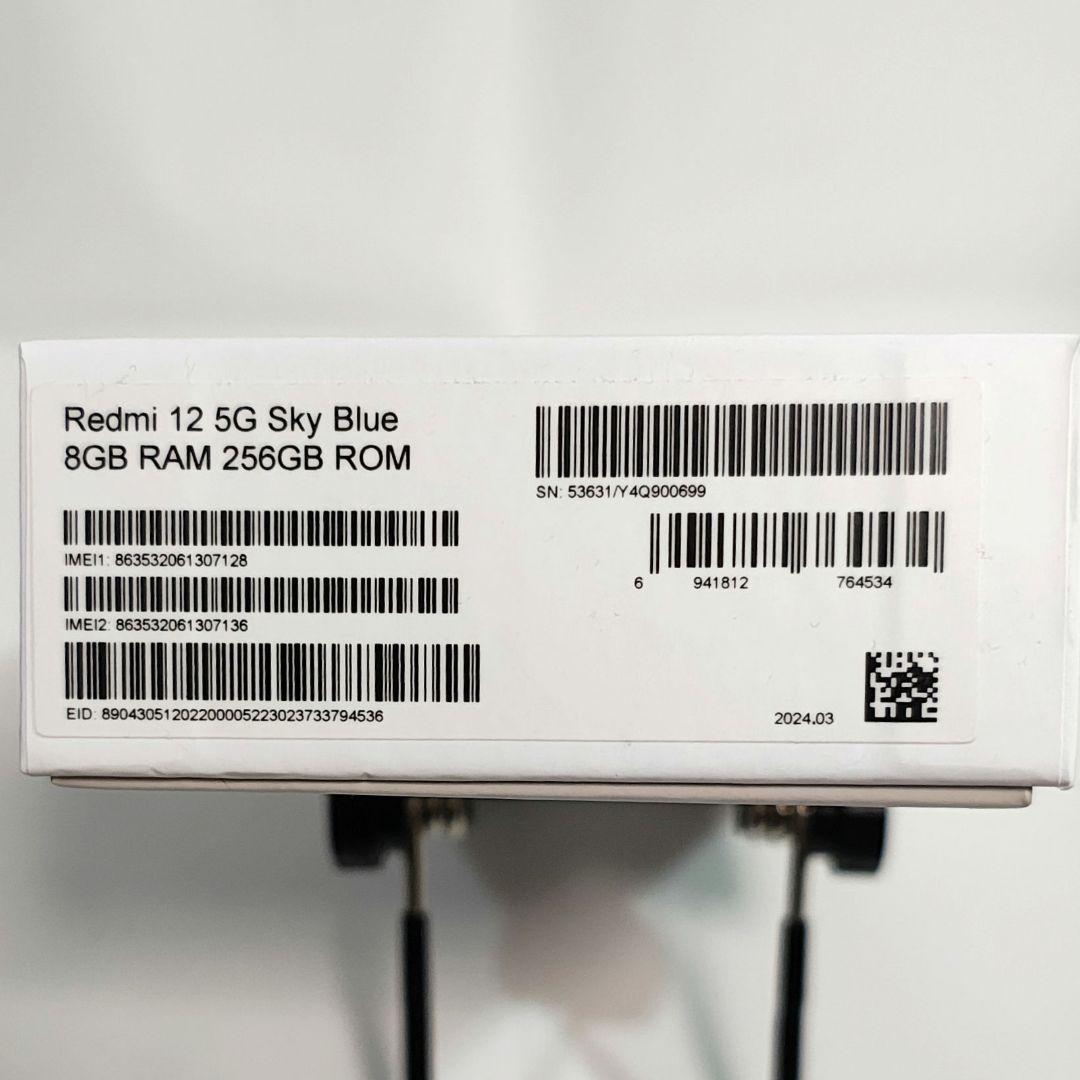 Redmi 12 5G Sky Blue
8GB RAM 256GB ROM
IMEI1: 863532061307128
IMEI2: 863532061307136
EID: 89043051202200005223023733794536
SN: 53631/Y4Q900699
6 941812 764534
2024.03